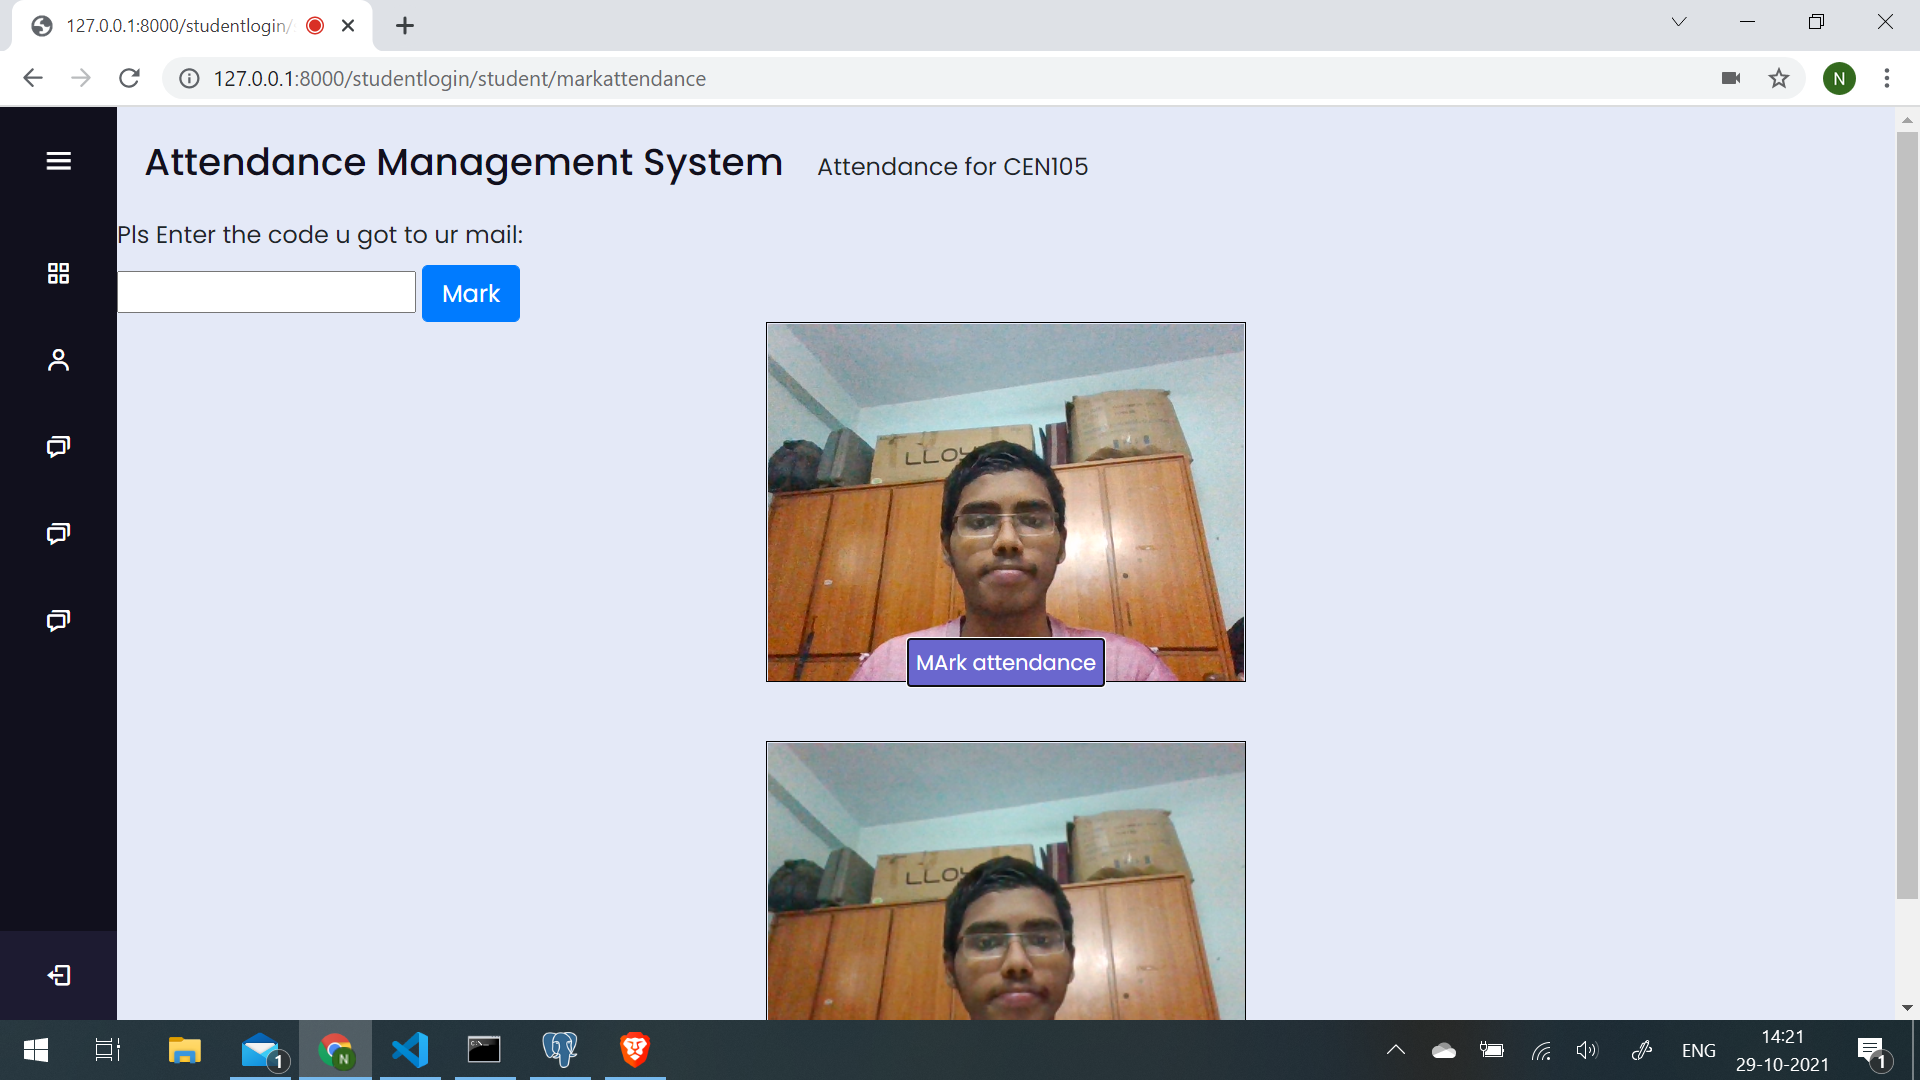 127.0.0.1:8000/studentlogin/
127.0.0.1:8000/studentlogin/student/markattendance
N
Attendance Management System
Attendance for CEN105
Pls Enter the code u got to ur mail:
Mark
LLOY
MArk attendance
LLOY
1
N
ENG
14:21
29-10-2021
1